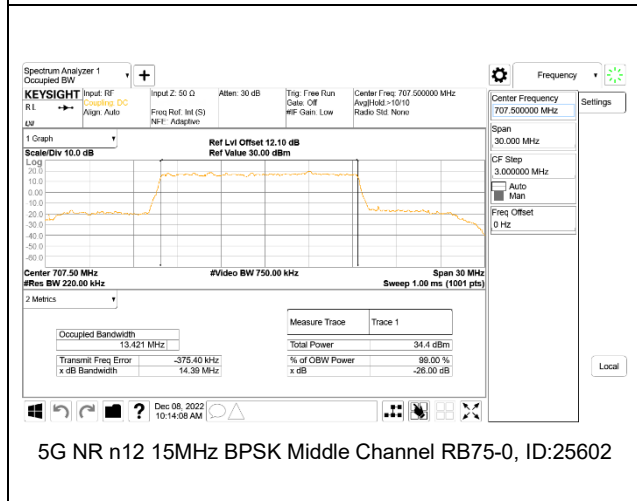 Spectrum Analyzer 1
Occupied BW
+
Frequency
KEYSIGHT Input: RF Input Z: 50 Ω Atten: 30 dB Trig: Free Run Center Freq: 707.500000 MHz
Coupling: DC Gate: Off Avg|Hold:>10/10
RL Align: Auto Freq Ref: Int (S) #IF Gain: Low Radio Std: None
NFE: Adaptive
Center Frequency
707.500000 MHz
Settings
Span
30.000 MHz
CF Step
3.000000 MHz
Auto
Man
Freq Offset
0 Hz
Local
1 Graph
Ref Lvl Offset 12.10 dB
Scale/Div 10.0 dB Ref Value 30.00 dBm
Log
20.0
10.0
0.00
-10.0
-20.0
-30.0
-40.0
-50.0
-60.0
Center 707.50 MHz #Video BW 750.00 kHz Span 30 MHz
#Res BW 220.00 kHz Sweep 1.00 ms (1001 pts)
2 Metrics
Measure Trace Trace 1
Occupied Bandwidth
13.421 MHz Total Power 34.4 dBm
Transmit Freq Error -375.40 kHz % of OBW Power 99.00 %
x dB Bandwidth 14.39 MHz x dB -26.00 dB
? Dec 08, 2022
10:14:08 AM
5G NR n12 15MHz BPSK Middle Channel RB75-0, ID:25602